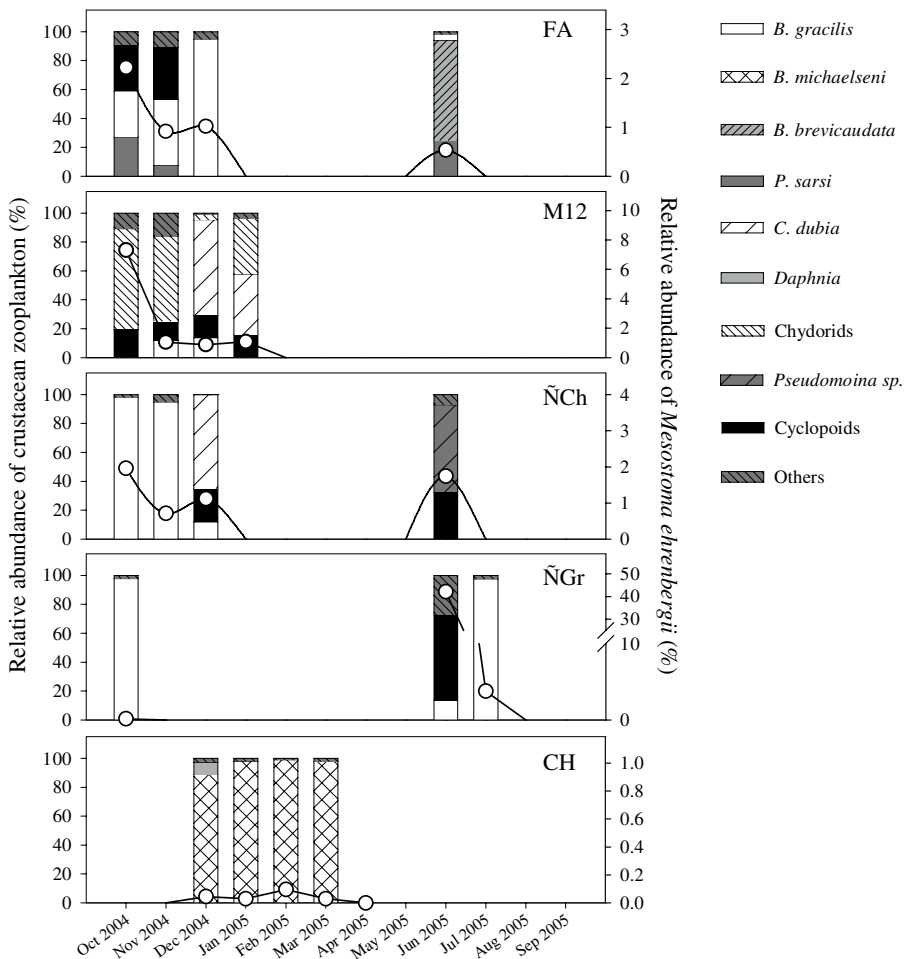 Relative abundance of crustacean zooplankton (%)
FA
100
80
60
40
20
0
3
2
1
0
M12
100
80
60
40
20
0
10
8
6
4
2
0
ÑCh
100
80
60
40
20
0
4
3
2
1
0
ÑGr
100
80
60
40
20
0
50
40
30
10
0
CH
100
80
60
40
20
0
1.0
0.8
0.6
0.4
0.2
0.0
Oct 2004
Nov 2004
Dec 2004
Jan 2005
Feb 2005
Mar 2005
Apr 2005
May 2005
Jun 2005
Jul 2005
Aug 2005
Sep 2005
Relative abundance of Mesostoma ehrenbergii (%)
B. gracilis
B. michaelseni
B. brevicaudata
P. sarsi
C. dubia
Daphnia
Chydorids
Pseudomoina sp.
Cyclopoids
Others